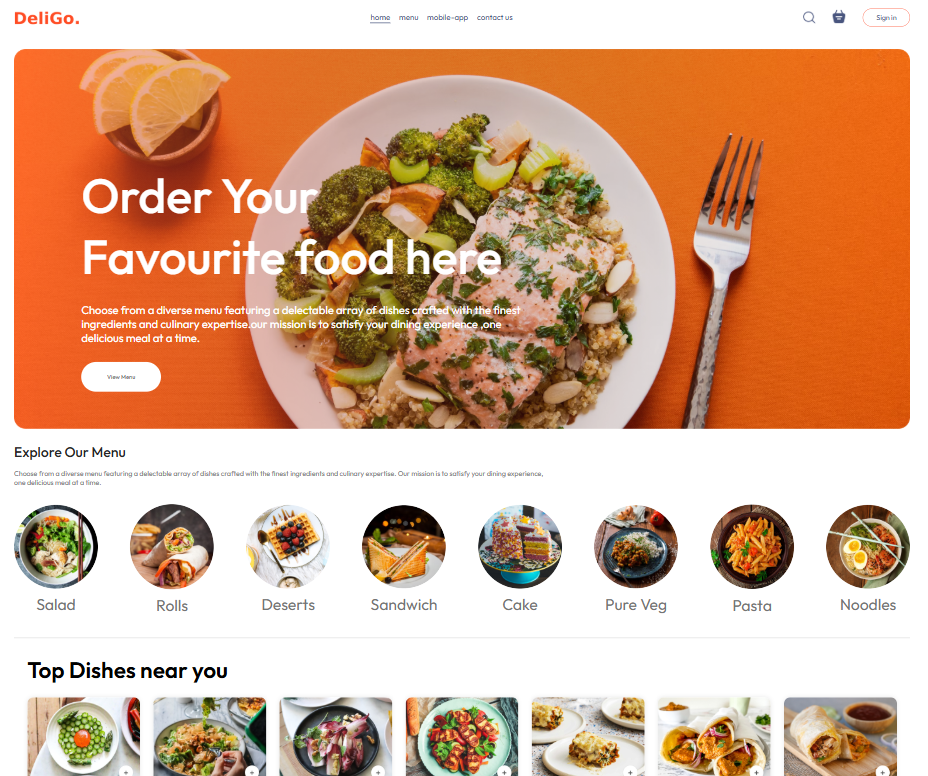 DeliGo.
home menu mobile-app contact us
Sign in
Order Your
Favourite food here
Choose from a diverse menu featuring a delectable array of dishes crafted with the finest
ingredients and culinary expertise.our mission is to satisfy your dining experience ,one
delicious meal at a time.
View Menu
Explore Our Menu
Choose from a diverse menu featuring a delectable array of dishes crafted with the finest ingredients and culinary expertise. Our mission is to satisfy your dining experience,
one delicious meal at a time.
Salad Rolls Deserts Sandwich Cake Pure Veg Pasta Noodles
Top Dishes near you